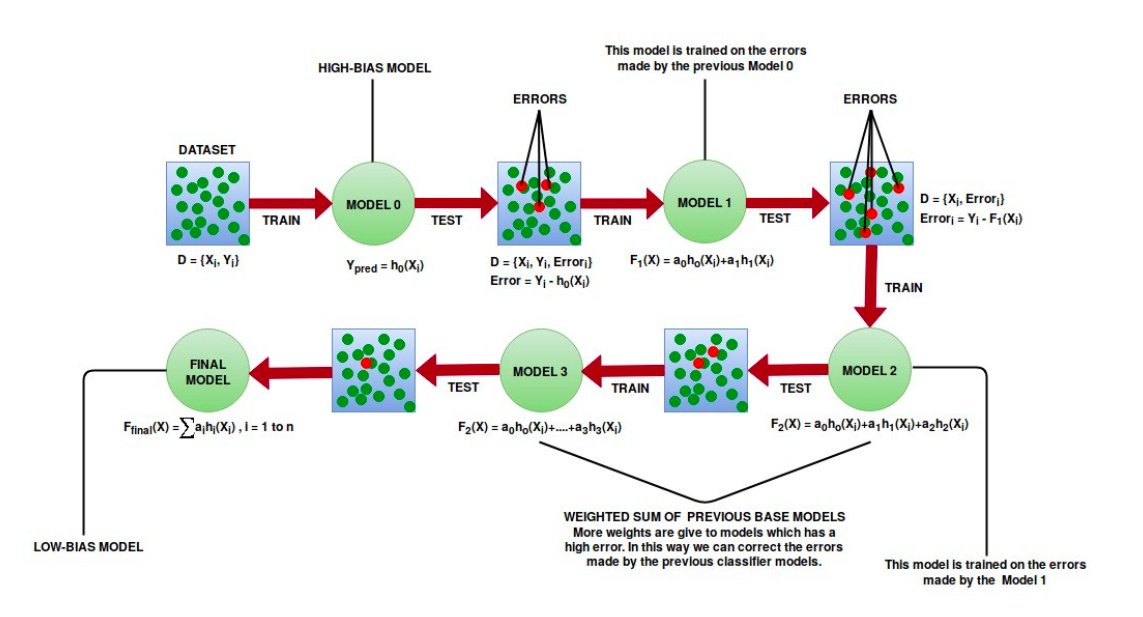 This model is trained on the errors
made by the previous Model 0
HIGH-BIAS MODEL
ERRORS
ERRORS
DATASET
MODEL 0
MODEL 1
TRAIN
TEST
TRAIN
TEST
D = {Xi, Yi}
Ypred = h0(Xi)
D = {Xi, Yi, Errori}
Error = Yi - h0(Xi)
F1(X) = a0ho(Xi)+a1h1(Xi)
D = {Xi, Errori}
Errori = Yi - F1(Xi)
TRAIN
FINAL
MODEL
MODEL 3
MODEL 2
TEST
TRAIN
TEST
Ffinal(X) =∑aihi(Xi) , i = 1 to n
F2(X) = a0ho(Xi)+....+a3h3(Xi)
F2(X) = a0ho(Xi)+a1h1(Xi)+a2h2(Xi)
LOW-BIAS MODEL
WEIGHTED SUM OF PREVIOUS BASE MODELS
More weights are give to models which has a
high error. In this way we can correct the errors
made by the previous classifier models.
This model is trained on the errors
made by the Model 1